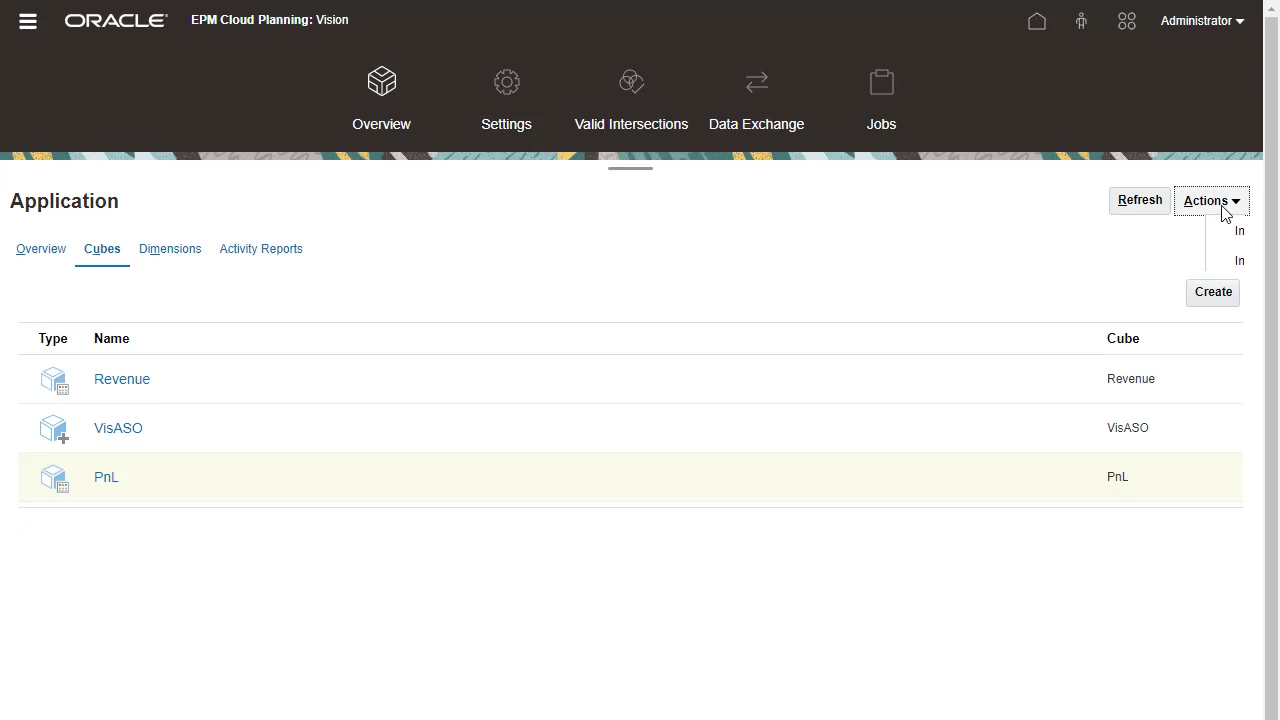 ORACLE EPM Cloud Planning: Vision Administrator
Overview Settings Valid Intersections Data Exchange Jobs
Application Refresh Actions
Overview Cubes Dimensions Activity Reports
In
In
Create
Type Name Cube
Revenue Revenue
VisASO VisASO
PnL PnL